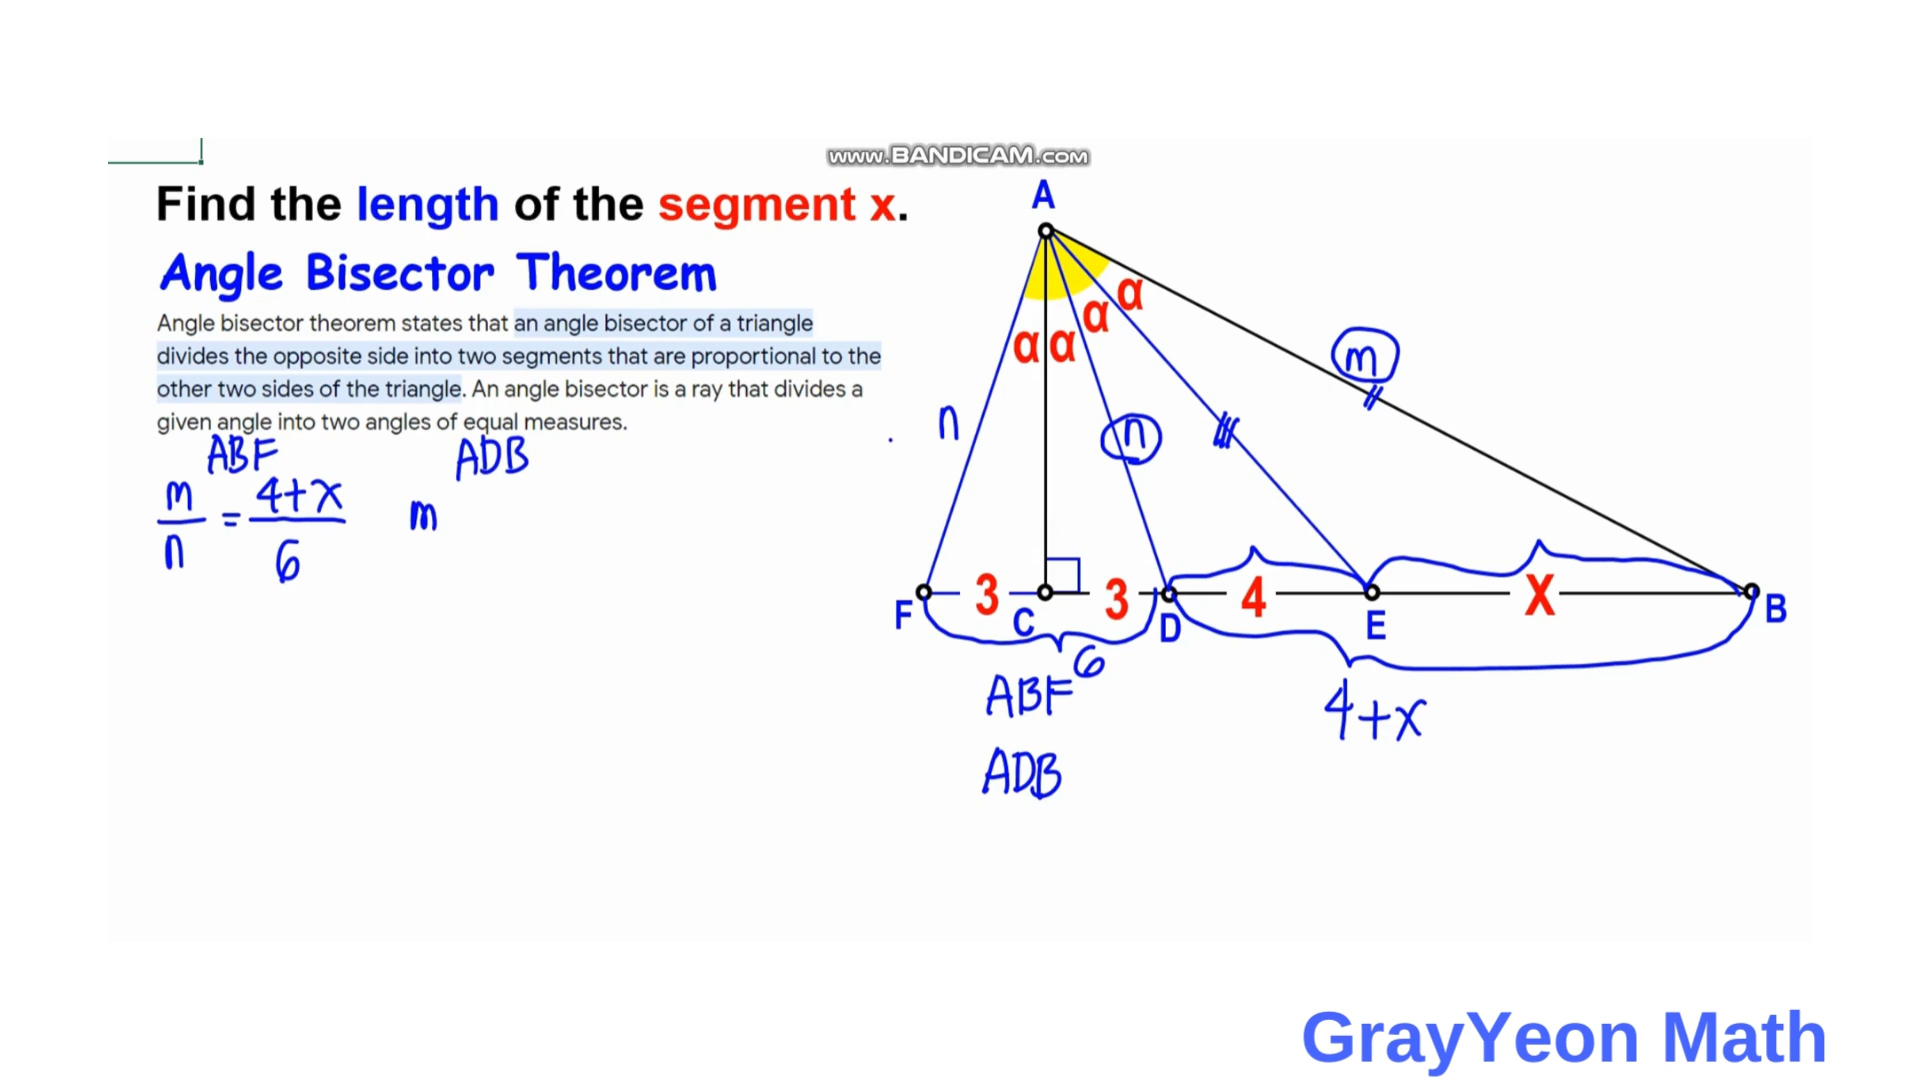 www.BANDICAM.com
Find the length of the segment x.
Angle Bisector Theorem
Angle bisector theorem states that an angle bisector of a triangle
divides the opposite side into two segments that are proportional to the
other two sides of the triangle. An angle bisector is a ray that divides a
given angle into two angles of equal measures.
ABF
ADB
m/n = 4+x/6
m
A
α α α α
m
n
n
3 3 4 X
F C D E B
6
ABF
4+x
ADB
GrayYeon Math